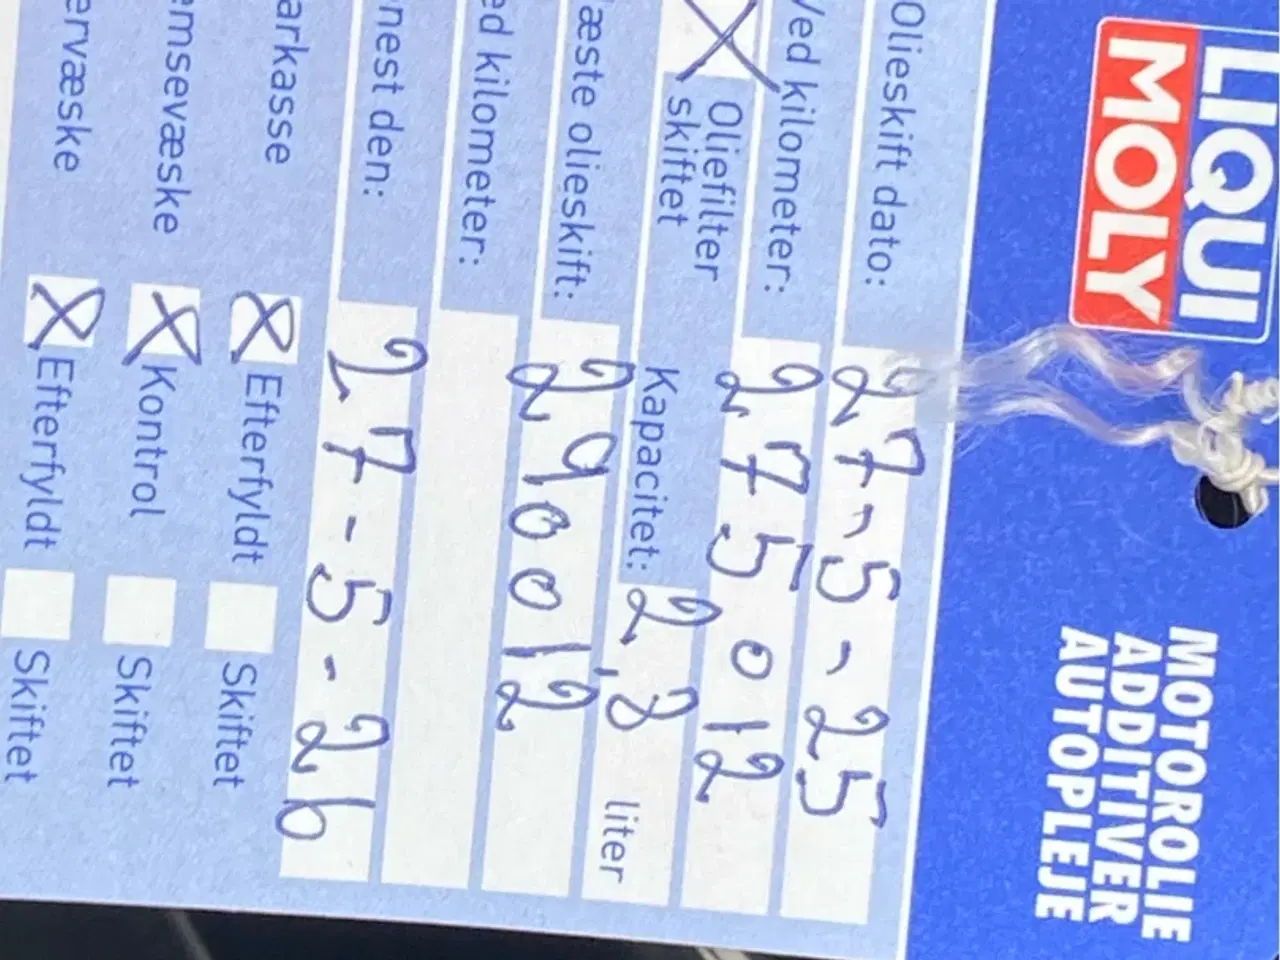 LIQUI
MOLY
MOTOROLIE
ADDITIVER
AUTOPLEJE
Olieskift dato: 27-5-25
Ved kilometer: 275012
Oliefilter
skiftet Kapacitet: 2,8 liter
æste olieskift: 290012
ed kilometer:
nest den: 27-5-26
arkasse Efterfyldt Skiftet
emsevæske Kontrol Skiftet
ervæske Efterfyldt Skiftet